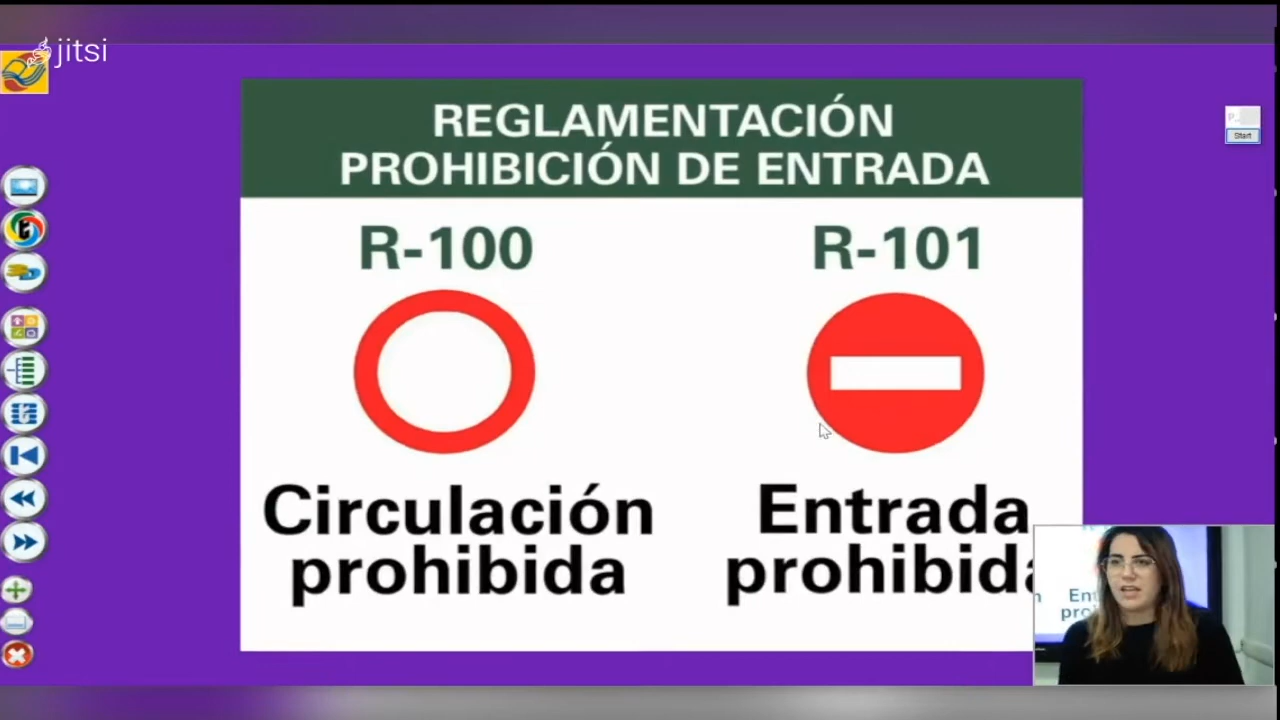 jitsi
REGLAMENTACIÓN
PROHIBICIÓN DE ENTRADA
R-100
R-101
Circulación
prohibida
Entrada
prohibida
Start